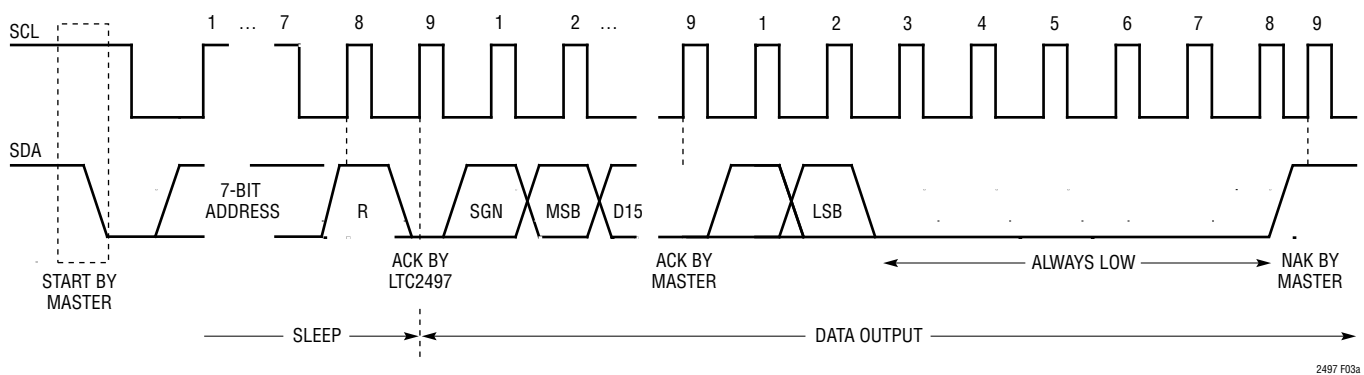 SCL
1 … 7 8 9 1 2 … 9 1 2 3 4 5 6 7 8 9
SDA
7-BIT
ADDRESS
R
SGN
MSB
D15
LSB
START BY
MASTER
ACK BY
LTC2497
ACK BY
MASTER
ALWAYS LOW
NAK BY
MASTER
SLEEP
DATA OUTPUT
2497 F03a